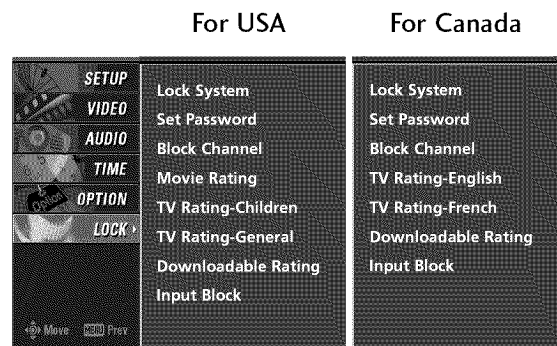 For USA
For Canada
SETUP
VIDEO
AUDIO
TIME
OPTION
LOCK
Move
MENU Prev
Lock System
Set Password
Block Channel
Movie Rating
TV Rating-Children
TV Rating-General
Downloadable Rating
Input Block
Lock System
Set Password
Block Channel
TV Rating-English
TV Rating-French
Downloadable Rating
Input Block